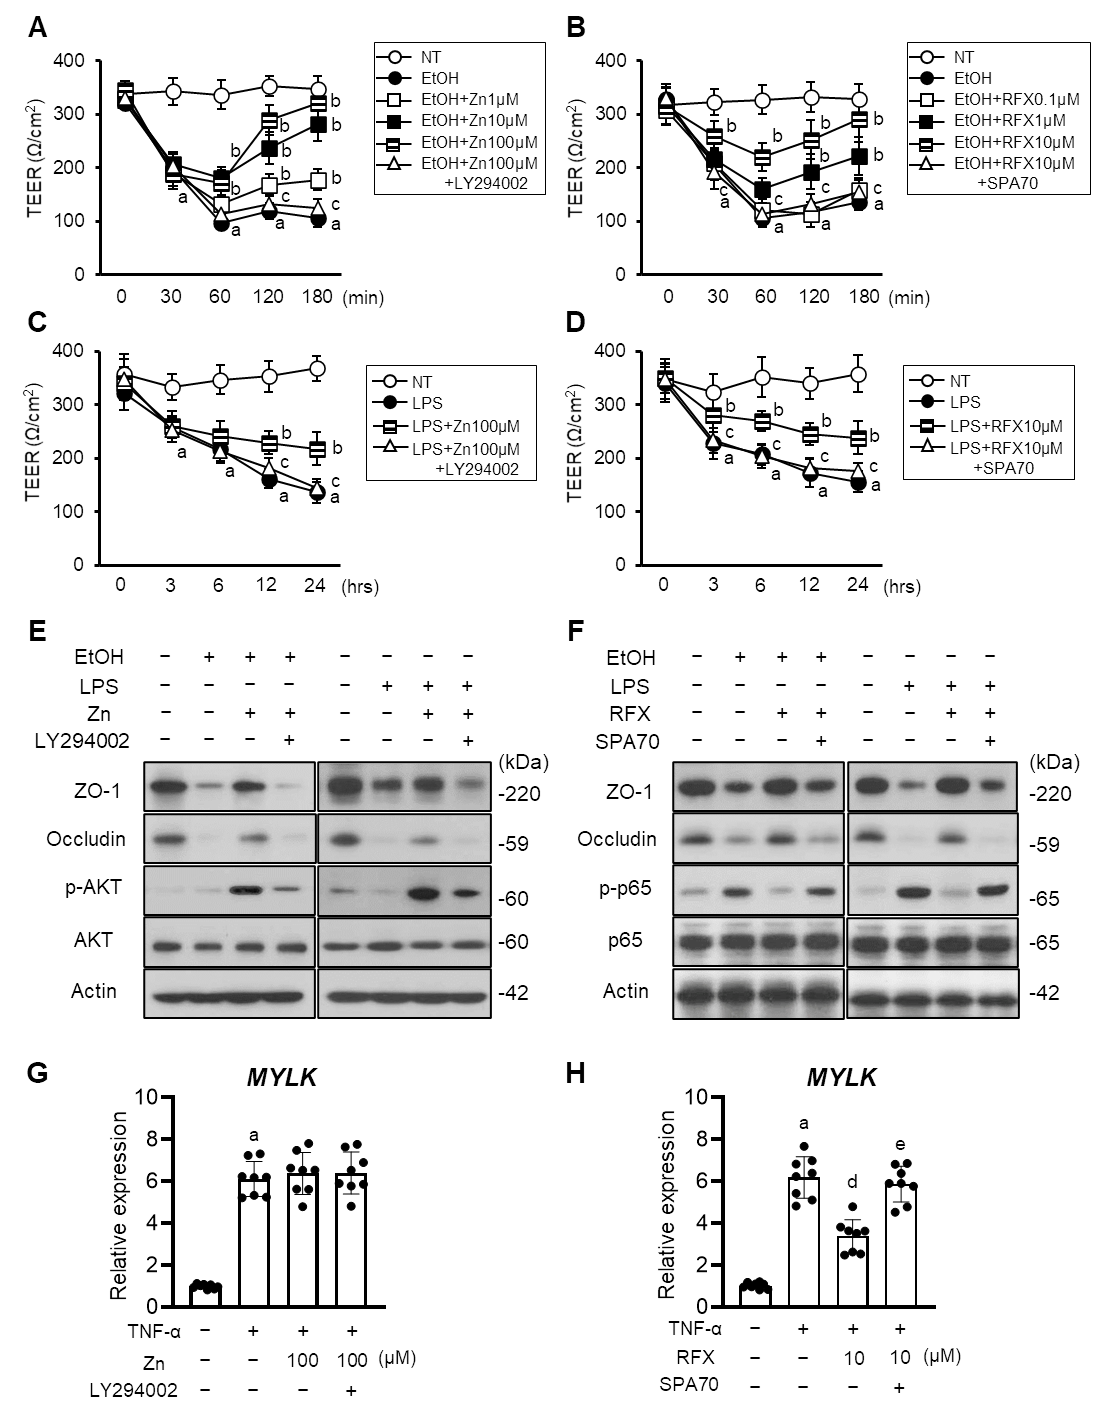 A
TEER (Ω/cm²)
400
300
200
100
0
0 30 60 120 180 (min)
a b b a b b c a b b c a
NT
EtOH
EtOH+Zn1μM
EtOH+Zn10μM
EtOH+Zn100μM
EtOH+Zn100μM
+LY294002
B
TEER (Ω/cm²)
400
300
200
100
0
0 30 60 120 180 (min)
b c a b b c a b b c a b b c a
NT
EtOH
EtOH+RFX0.1μM
EtOH+RFX1μM
EtOH+RFX10μM
EtOH+RFX10μM
+SPA70
C
TEER (Ω/cm²)
400
300
200
100
0
0 3 6 12 24 (hrs)
a a b c a b c a
NT
LPS
LPS+Zn100μM
LPS+Zn100μM
+LY294002
D
TEER (Ω/cm²)
400
300
200
100
0
0 3 6 12 24 (hrs)
b c a b c a b c a b c a
NT
LPS
LPS+RFX10μM
LPS+RFX10μM
+SPA70
E
EtOH − + + + − − − −
LPS − − − − − + + +
Zn − − + + − − + +
LY294002 − − − + − − − +
(kDa)
ZO-1 -220
Occludin -59
p-AKT -60
AKT -60
Actin -42
F
EtOH − + + + − − − −
LPS − − − − − + + +
RFX − − + + − − + +
SPA70 − − − + − − − +
(kDa)
ZO-1 -220
Occludin -59
p-p65 -65
p65 -65
Actin -42
G
MYLK
Relative expression
10
8
6
4
2
0
a
TNF-α − + + +
Zn − − 100 100 (μM)
LY294002 − − − +
H
MYLK
Relative expression
10
8
6
4
2
0
a d e
TNF-α − + + +
RFX − − 10 10 (μM)
SPA70 − − − +